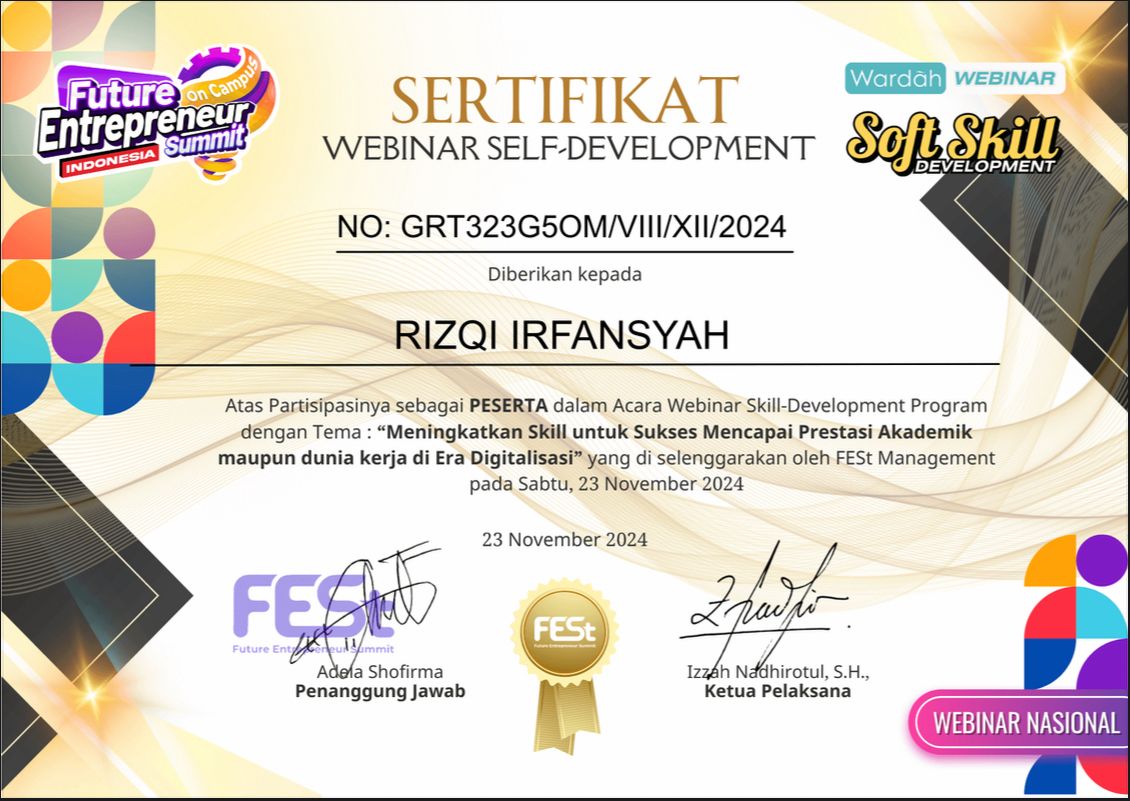 Future
On Campus
Entrepreneur
Summit
INDONESIA
SERTIFIKAT
WEBINAR SELF-DEVELOPMENT
Wardah WEBINAR
Soft Skill
DEVELOPMENT
NO: GRT323G5OM/VIII/XII/2024
Diberikan kepada
RIZQI IRFANSYAH
Atas Partisipasinya sebagai PESERTA dalam Acara Webinar Skill-Development Program
dengan Tema : “Meningkatkan Skill untuk Sukses Mencapai Prestasi Akademik
maupun dunia kerja di Era Digitalisasi” yang di selenggarakan oleh FESt Management
pada Sabtu, 23 November 2024
23 November 2024
FESt
Future Entrepreneur Summit
Adela Shofirma
Penanggung Jawab
FESt
Future Entrepreneur Summit
Izzah Nadhirotul, S.H.,
Ketua Pelaksana
WEBINAR NASIONAL